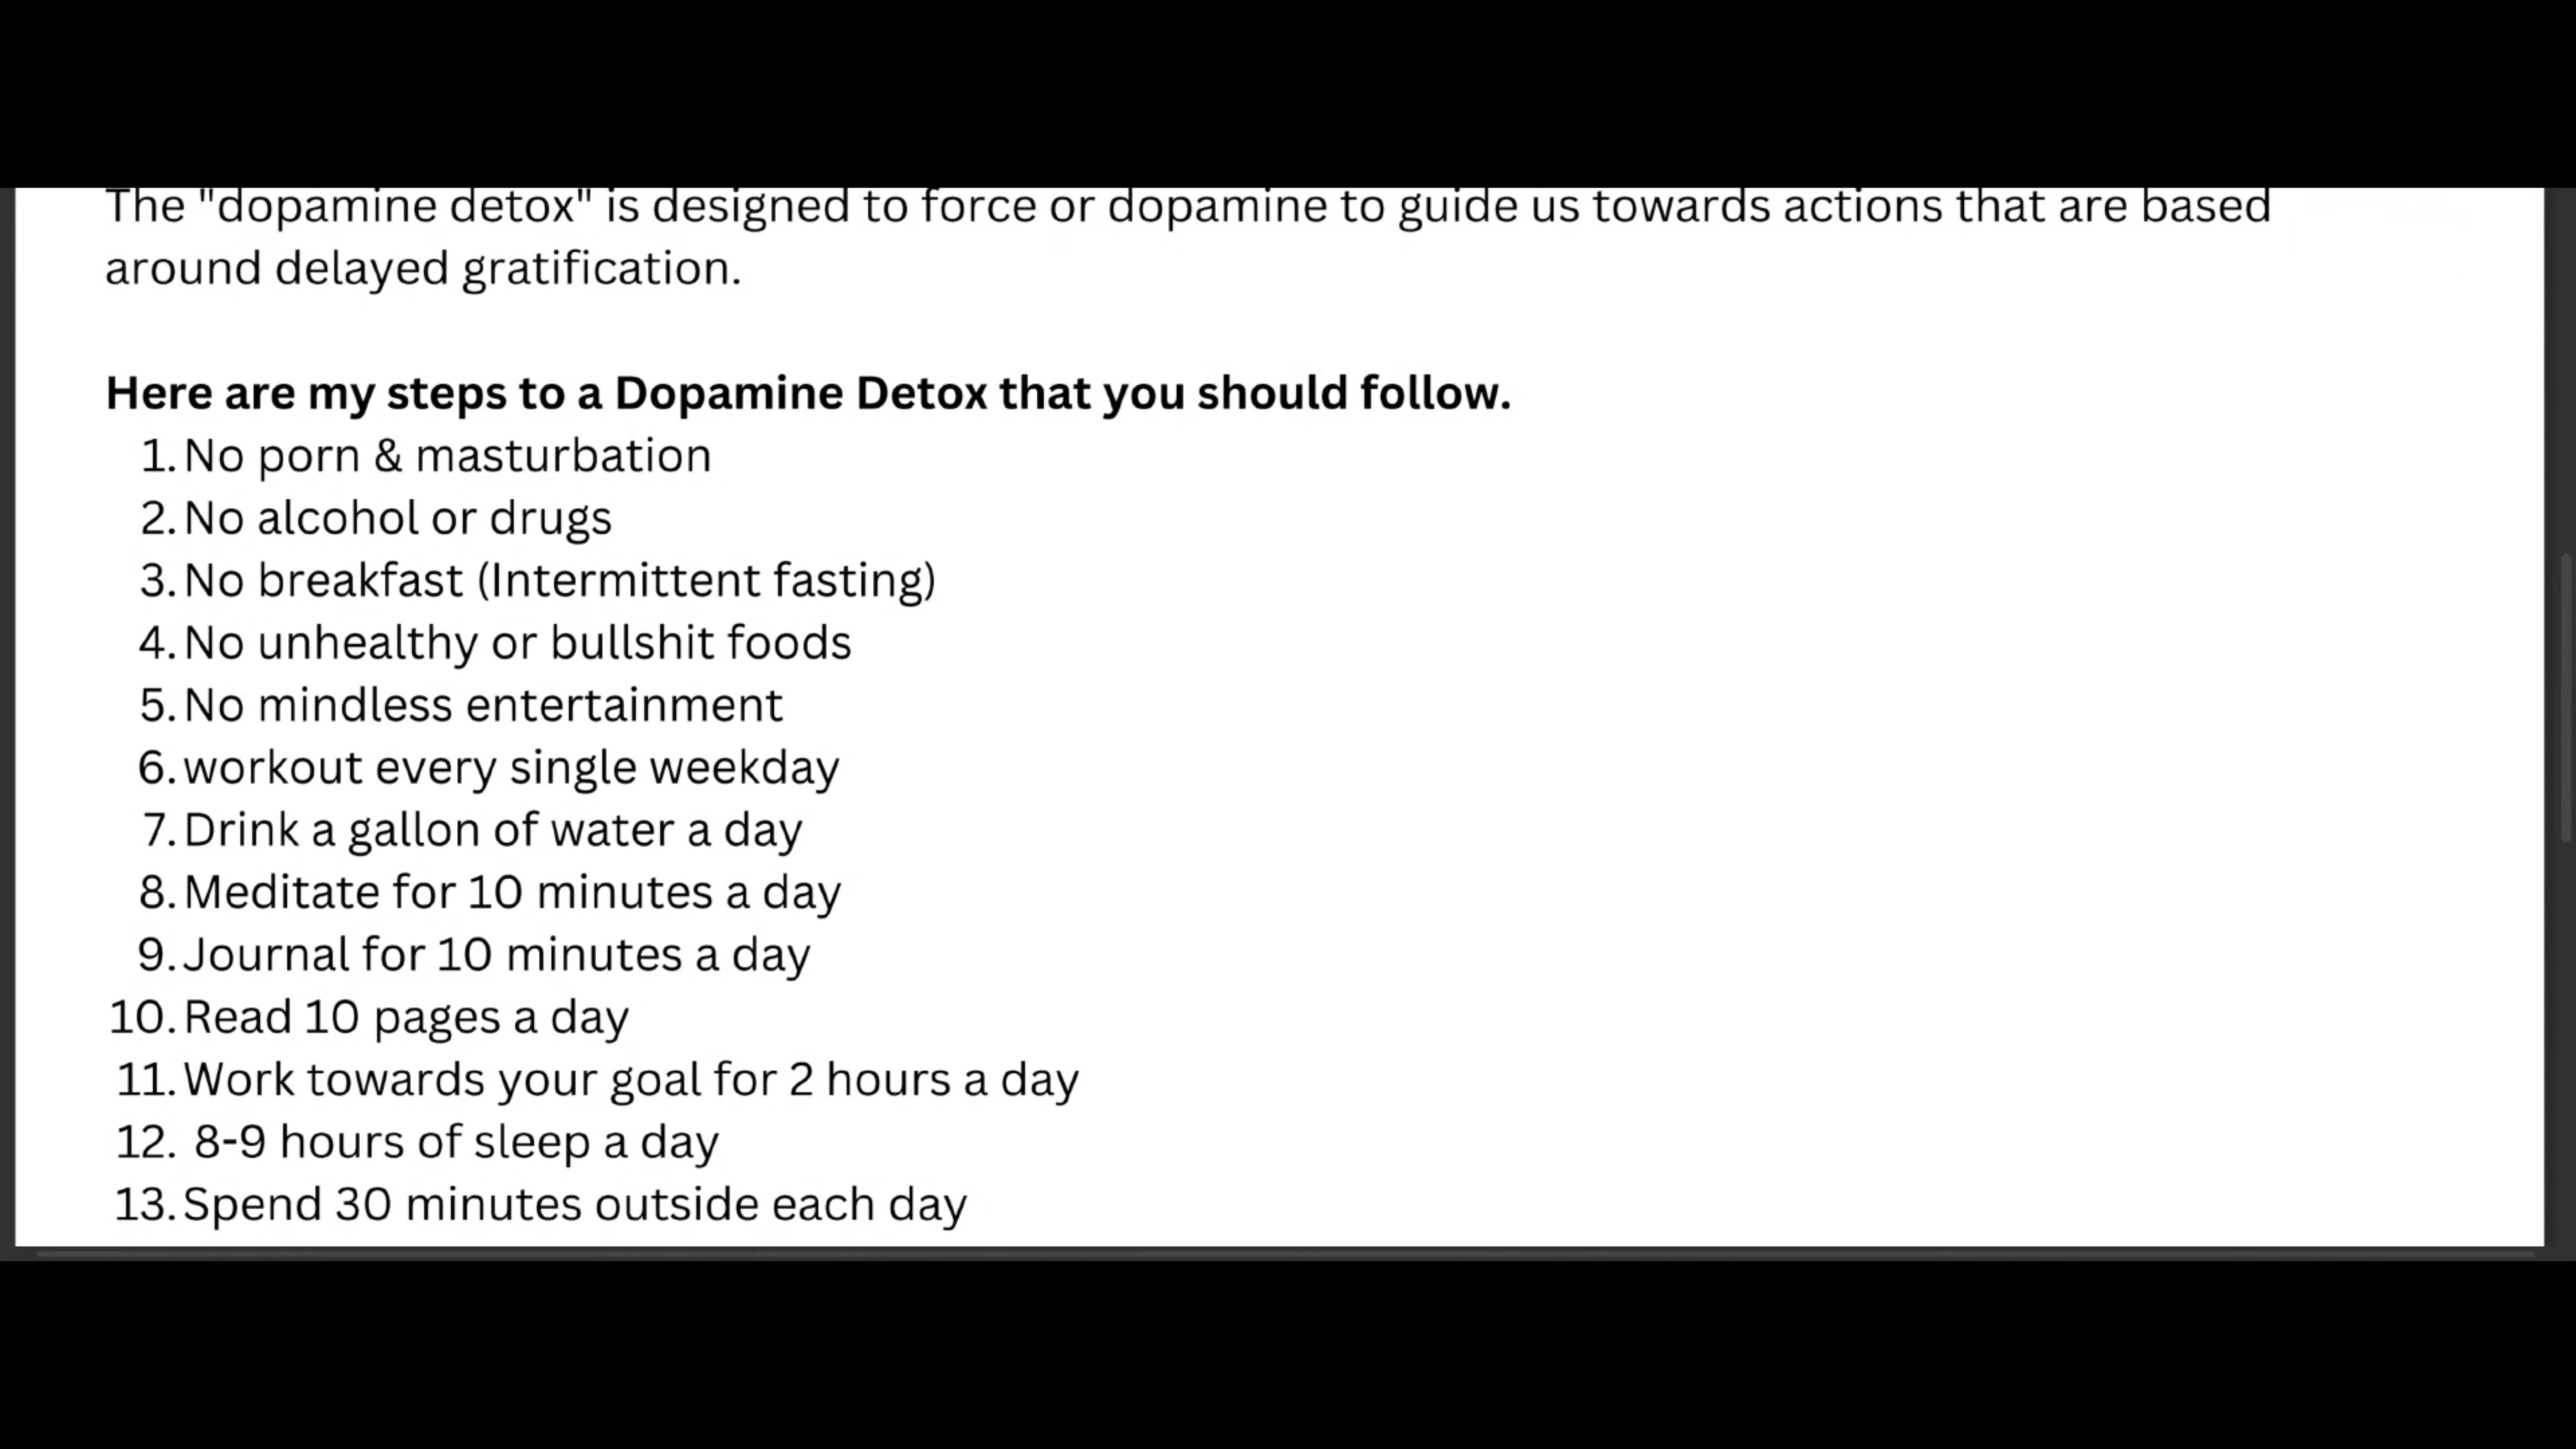 The "dopamine detox" is designed to force or dopamine to guide us towards actions that are based
around delayed gratification.
Here are my steps to a Dopamine Detox that you should follow.
1. No porn & masturbation
2. No alcohol or drugs
3. No breakfast (Intermittent fasting)
4. No unhealthy or bullshit foods
5. No mindless entertainment
6. workout every single weekday
7. Drink a gallon of water a day
8. Meditate for 10 minutes a day
9. Journal for 10 minutes a day
10. Read 10 pages a day
11. Work towards your goal for 2 hours a day
12. 8-9 hours of sleep a day
13. Spend 30 minutes outside each day